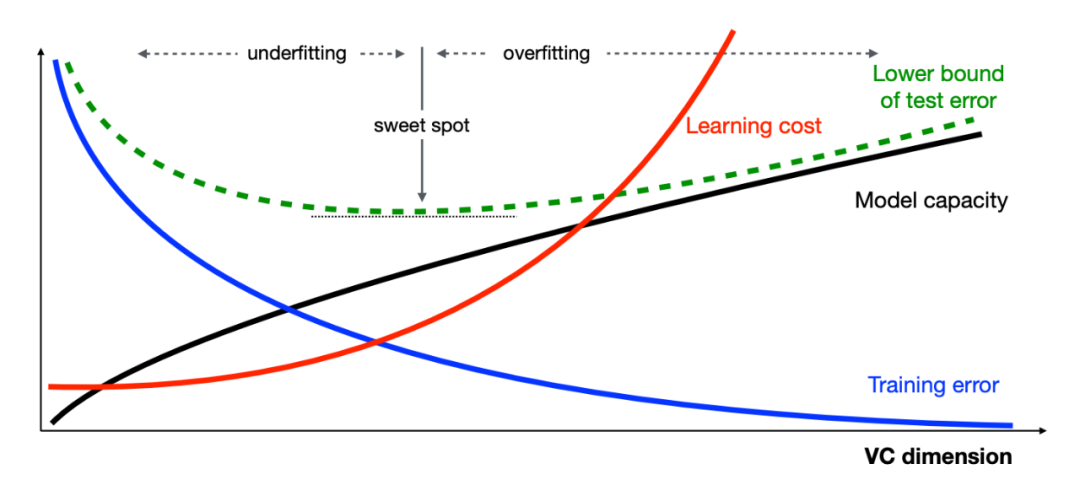 underfitting
overfitting
Lower bound
of test error
sweet spot
Learning cost
Model capacity
Training error
VC dimension